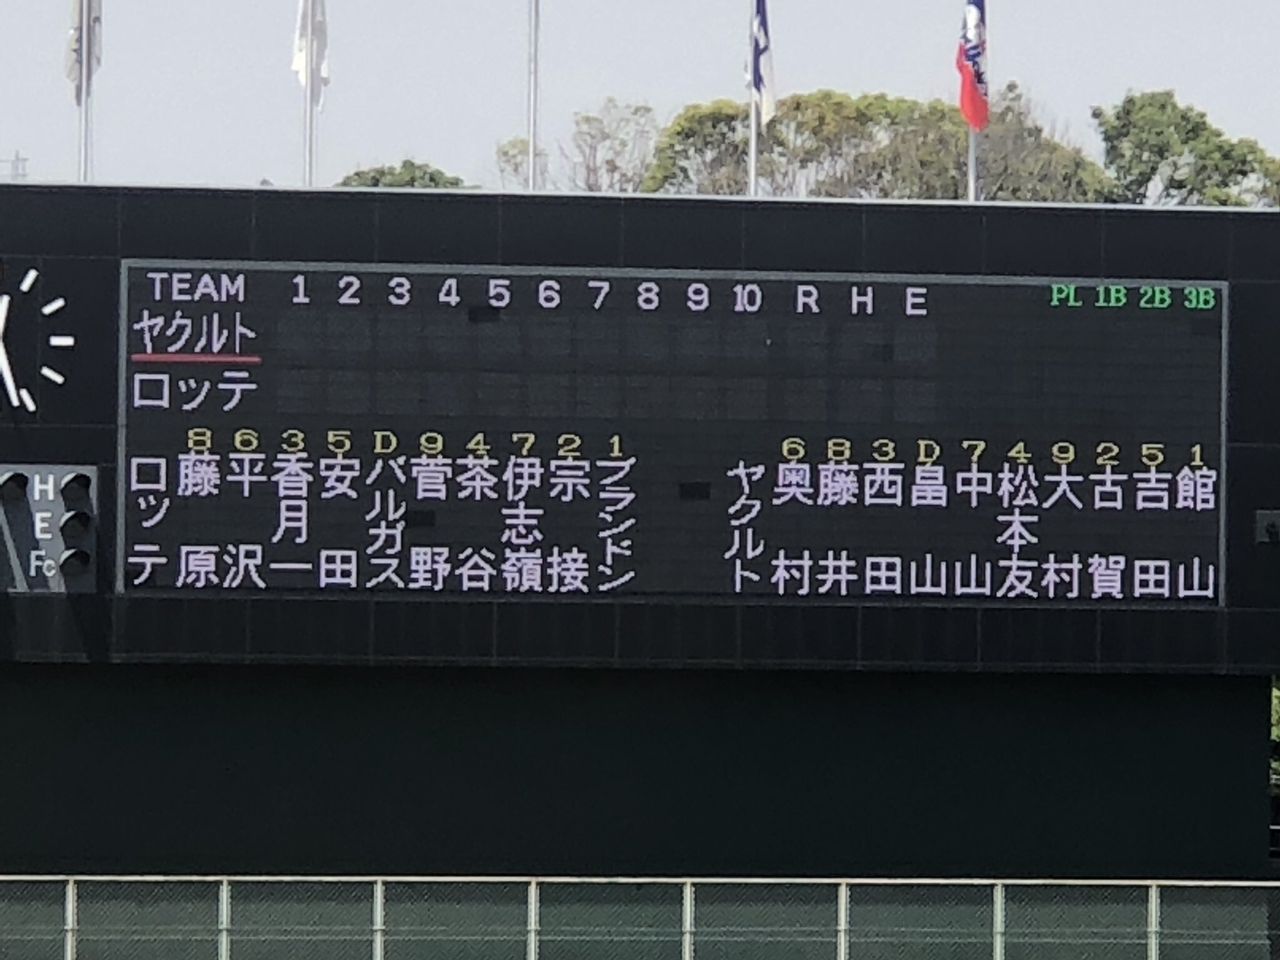 TEAM 1 2 3 4 5 6 7 8 9 10 R H E PL 1B 2B 3B
ヤクルト
ロッテ
8 6 3 5 D 9 4 7 2 1
ロッテ
藤原
平沢
香月一
安田
バルガス
菅野
茶谷
伊志嶺
宗接
ブランドン
6 8 3 D 7 4 9 2 5 1
ヤクルト
奥村
藤井
西田
畠山
中山
松本友
大村
古賀
吉田
館山
H
E
Fc